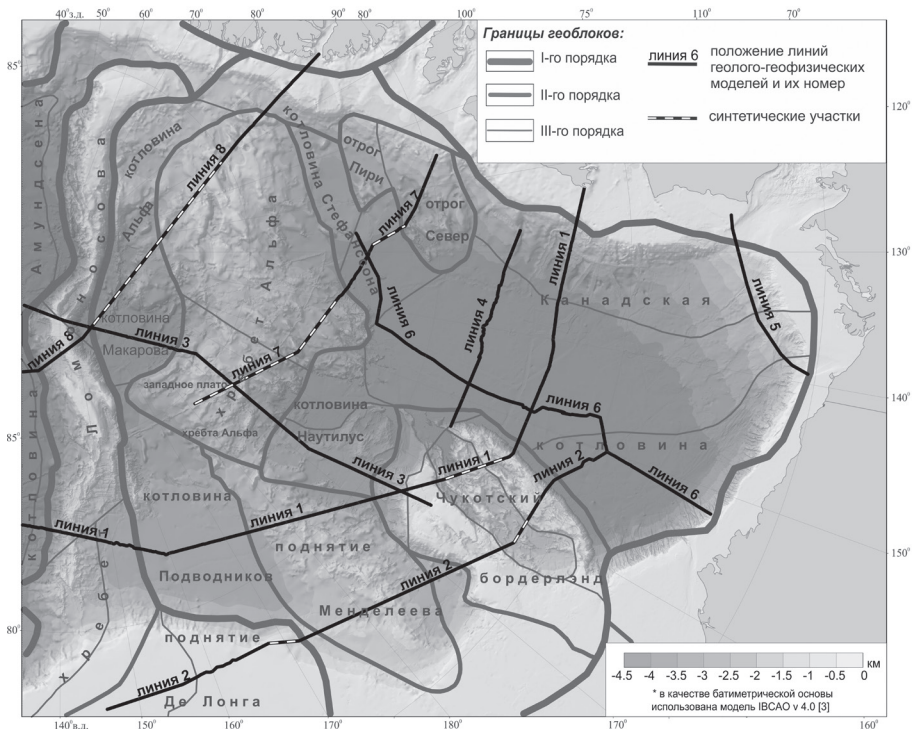 40°з.д. 50° 60° 70° 80° 90° 80° 100° 75° 110° 70°
Границы геоблоков:
I-го порядка
II-го порядка
III-го порядка
линия 6
положение линий
геолого-геофизических
моделей и их номер
синтетические участки
85°
120°
130°
140°
150°
85°
80°
котловина
Амундсена
хребет
Ломоносова
котловина
Альфа
линия 8
хребет
Альфа
котловина Стефанссона
отрог
Пири
линия 7
отрог
Север
линия 1
линия 4
линия 6
Канадская
линия 5
котловина
Макарова
линия 3
линия 8
линия 7
западное плато
хребта Альфа
котловина
Наутилус
линия 6
котловина
линия 3
линия 1
линия 2
линия 6
Чукотский
бордерлэнд
котловина
Подводников
линия 1
линия 1
поднятие
Менделеева
линия 2
поднятие
Де Лонга
линия 2
-4.5 -4 -3.5 -3 -2.5 -2 -1.5 -1 -0.5 0 км
* в качестве батиметрической основы
использована модель IBCAO v 4.0 [3]
140°в.д. 150° 160° 170° 180° 170° 160°